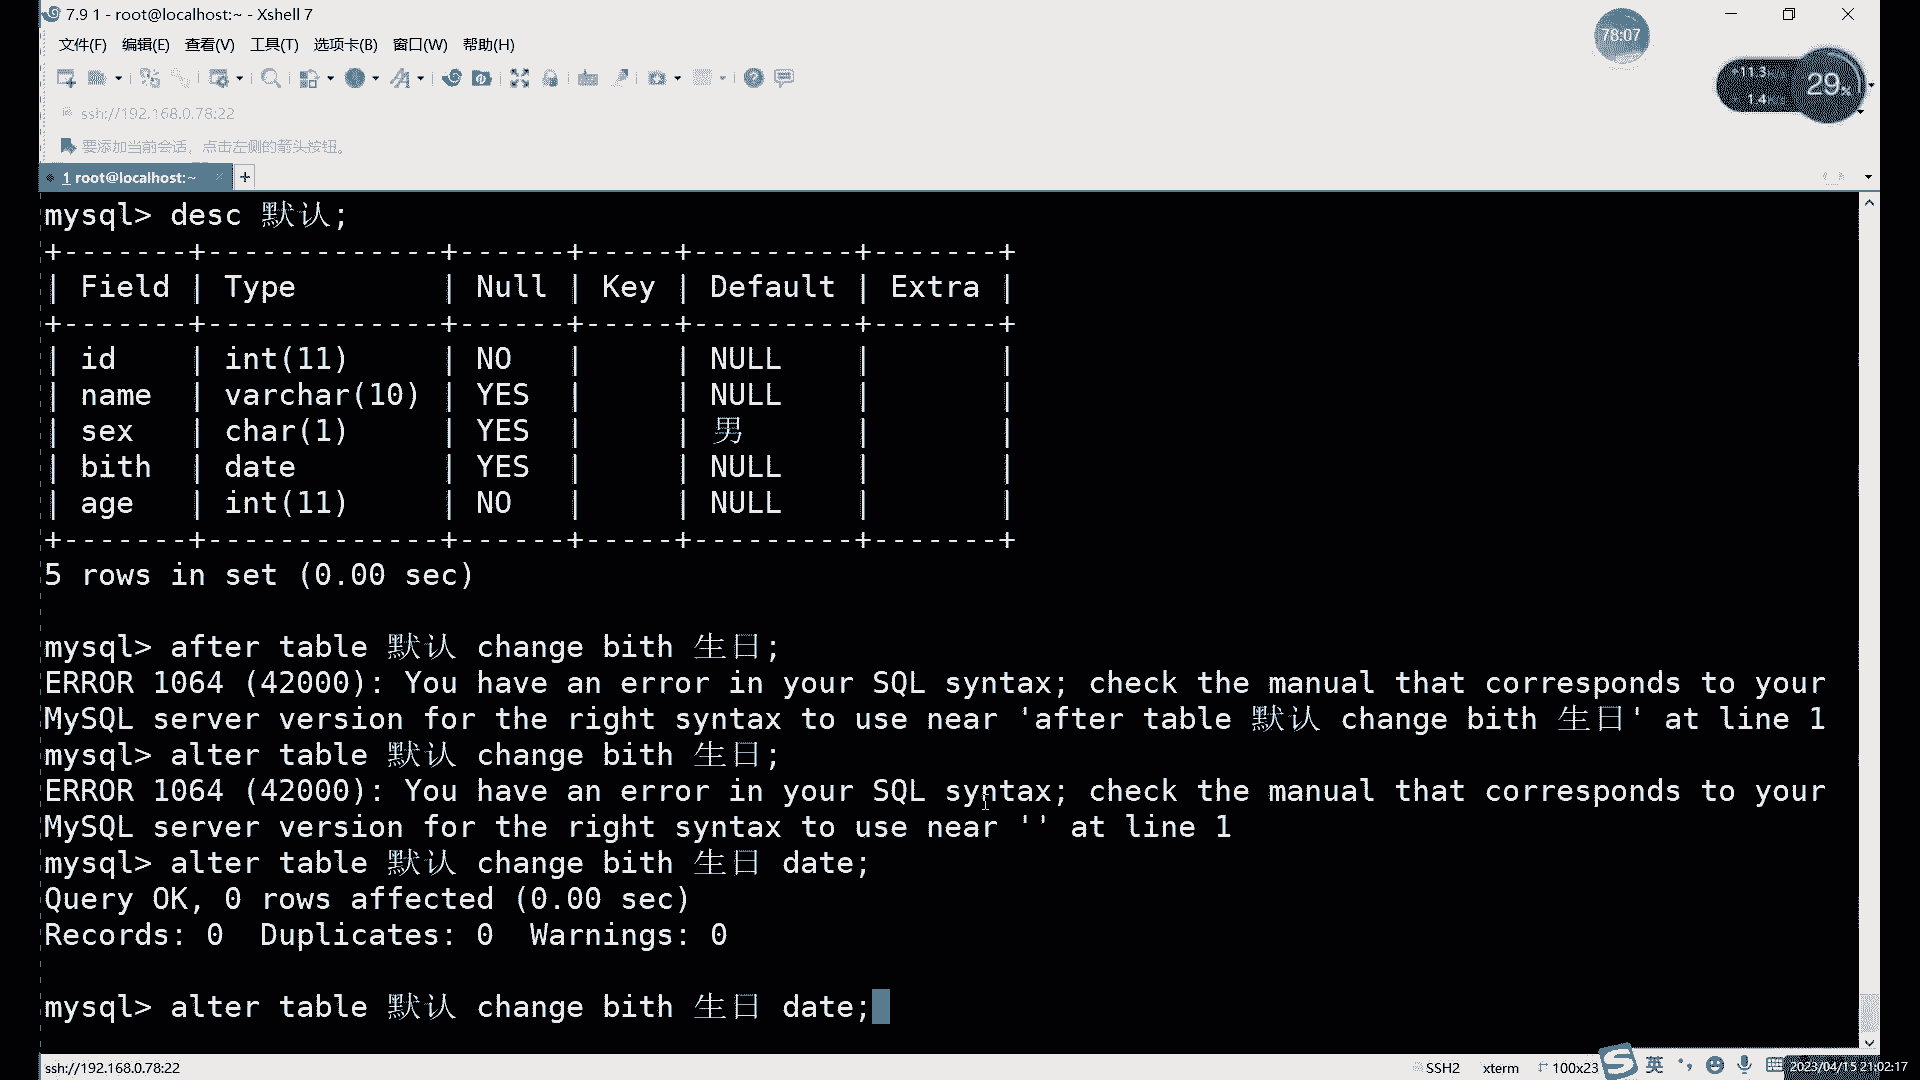 7.9 1 - root@localhost:~ - Xshell 7
文件(F) 编辑(E) 查看(V) 工具(T) 选项卡(B) 窗口(W) 帮助(H)
78:07
29%
ssh://192.168.0.78:22
要添加当前会话，点击左侧的箭头按钮。
1 root@localhost:~
mysql> desc 默认;
+-------+-------------+------+-----+---------+-------+
| Field | Type        | Null | Key | Default | Extra |
+-------+-------------+------+-----+---------+-------+
| id    | int(11)     | NO   |     | NULL    |       |
| name  | varchar(10) | YES  |     | NULL    |       |
| sex   | char(1)     | YES  |     | 男      |       |
| bith  | date        | YES  |     | NULL    |       |
| age   | int(11)     | NO   |     | NULL    |       |
+-------+-------------+------+-----+---------+-------+
5 rows in set (0.00 sec)
mysql> after table 默认 change bith 生日;
ERROR 1064 (42000): You have an error in your SQL syntax; check the manual that corresponds to your
MySQL server version for the right syntax to use near 'after table 默认 change bith 生日' at line 1
mysql> alter table 默认 change bith 生日;
ERROR 1064 (42000): You have an error in your SQL syntax; check the manual that corresponds to your
MySQL server version for the right syntax to use near '' at line 1
mysql> alter table 默认 change bith 生日 date;
Query OK, 0 rows affected (0.00 sec)
Records: 0  Duplicates: 0  Warnings: 0
mysql> alter table 默认 change bith 生日 date;
ssh://192.168.0.78:22
SSH2 xterm 100x23 英 2023/04/15 21:02:17